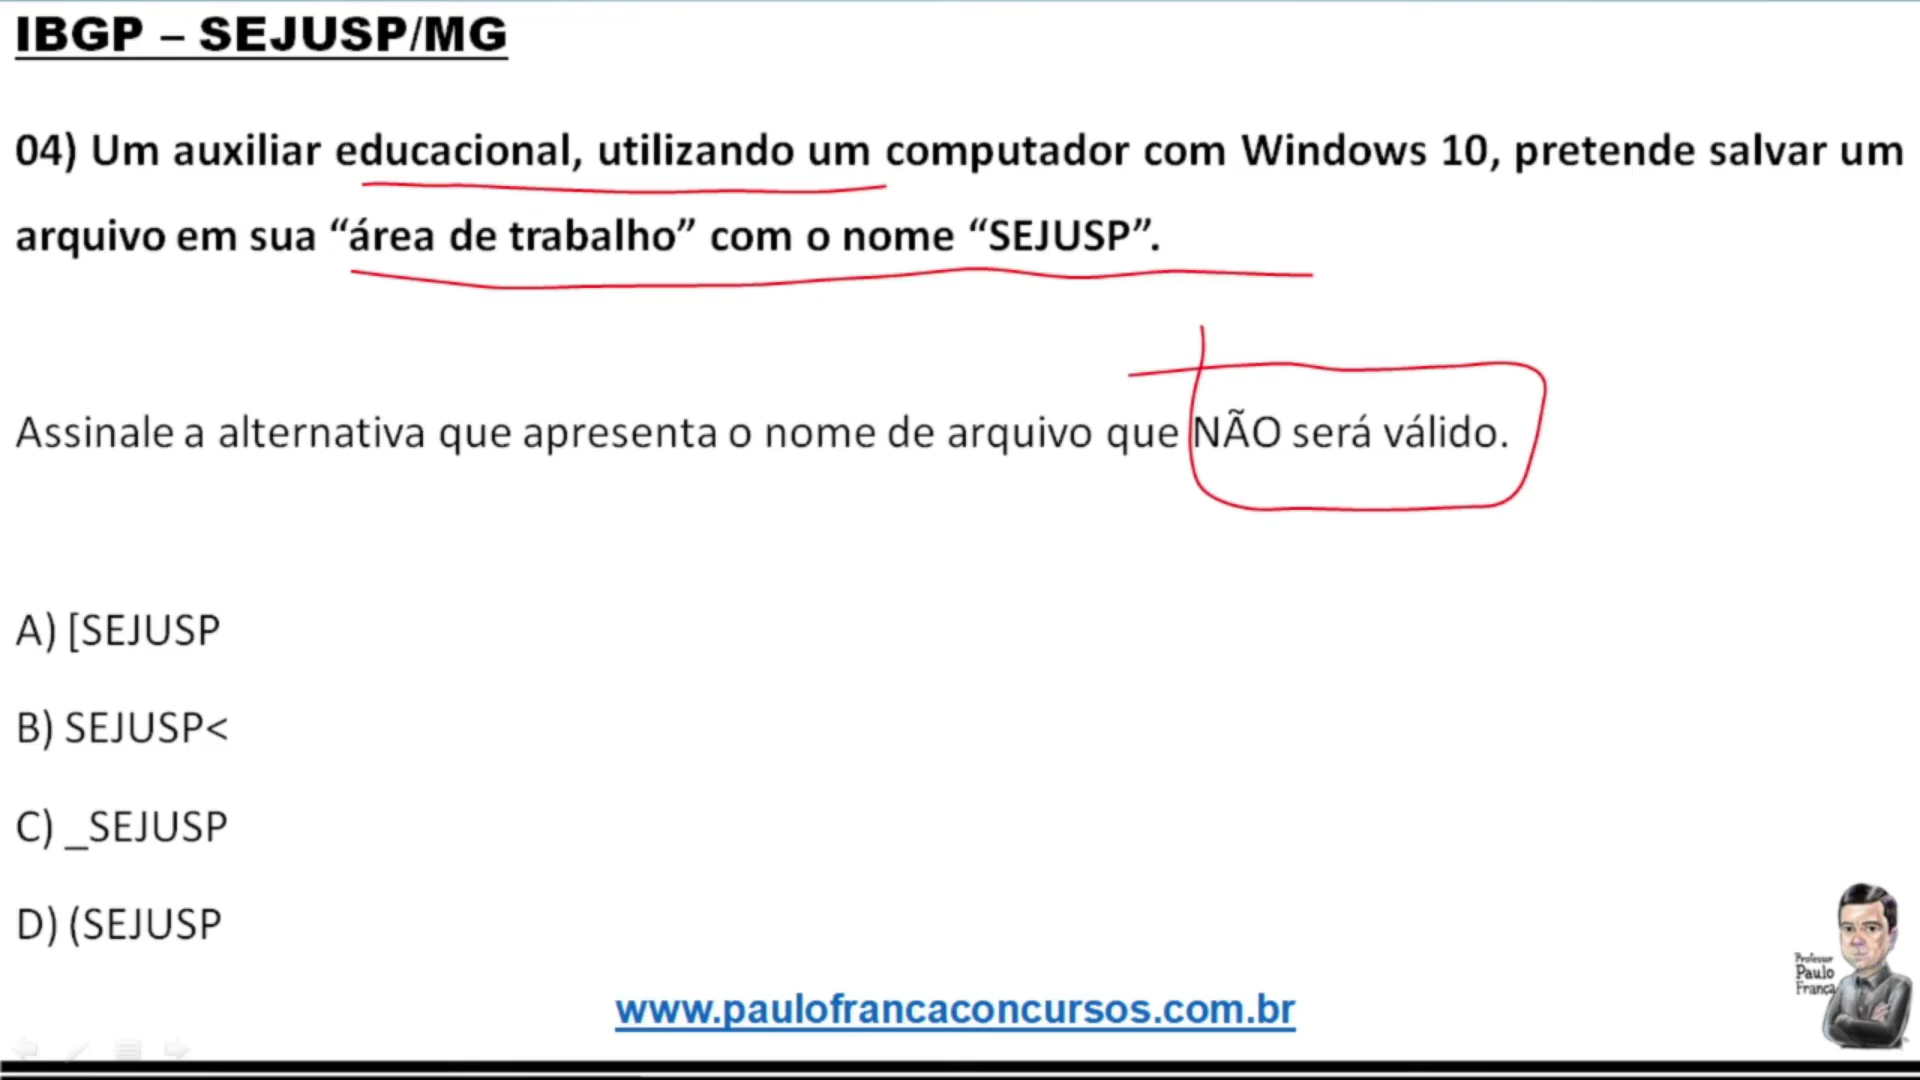 IBGP – SEJUSP/MG
04) Um auxiliar educacional, utilizando um computador com Windows 10, pretende salvar um
arquivo em sua “área de trabalho” com o nome “SEJUSP”.
Assinale a alternativa que apresenta o nome de arquivo que NÃO será válido.
A) [SEJUSP
B) SEJUSP<
C) _SEJUSP
D) (SEJUSP
Professor
Paulo
França
www.paulofrancaconcursos.com.br